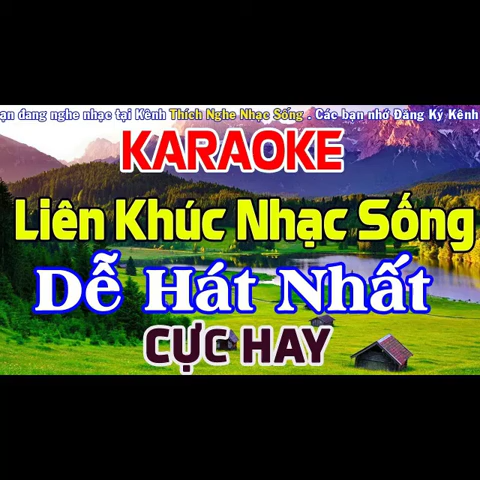 ạn đang nghe nhạc tại Kênh Thích Nghe Nhạc Sống . Các bạn nhớ Đăng Ký Kênh
KARAOKE
Liên Khúc Nhạc Sống
Dễ Hát Nhất
CỰC HAY